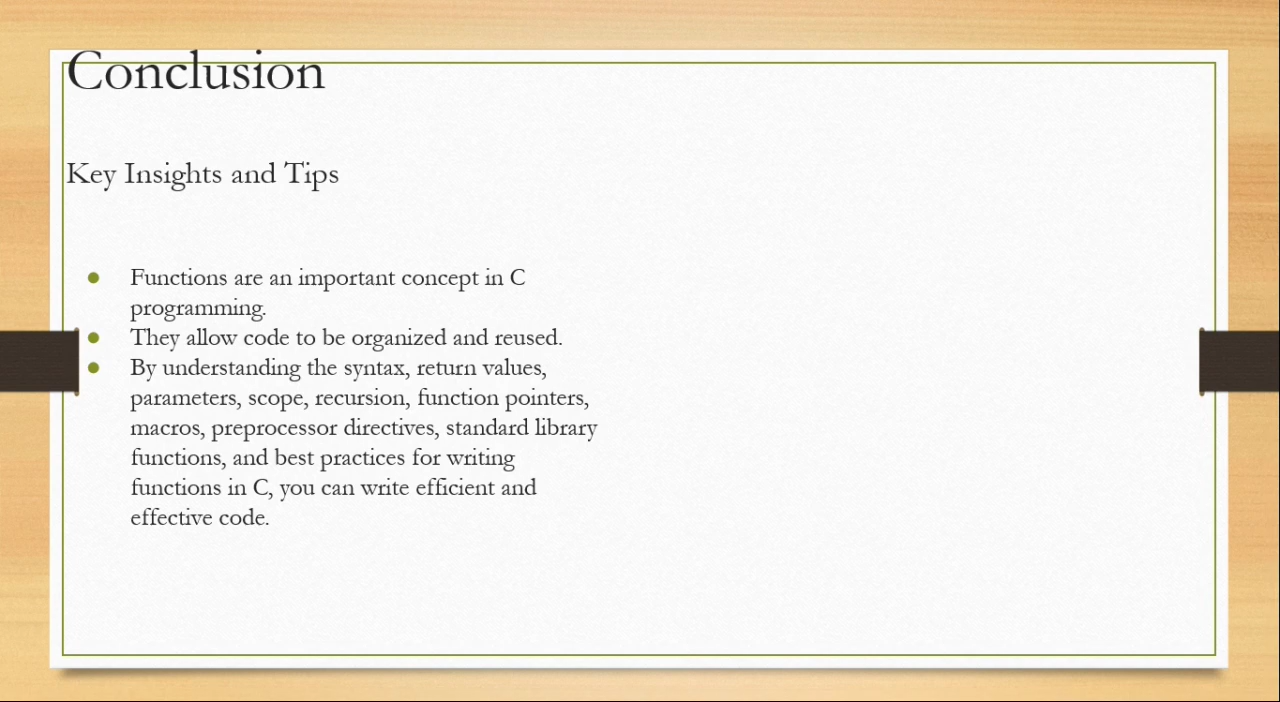 Conclusion
Key Insights and Tips
Functions are an important concept in C
programming.
They allow code to be organized and reused.
By understanding the syntax, return values,
parameters, scope, recursion, function pointers,
macros, preprocessor directives, standard library
functions, and best practices for writing
functions in C, you can write efficient and
effective code.